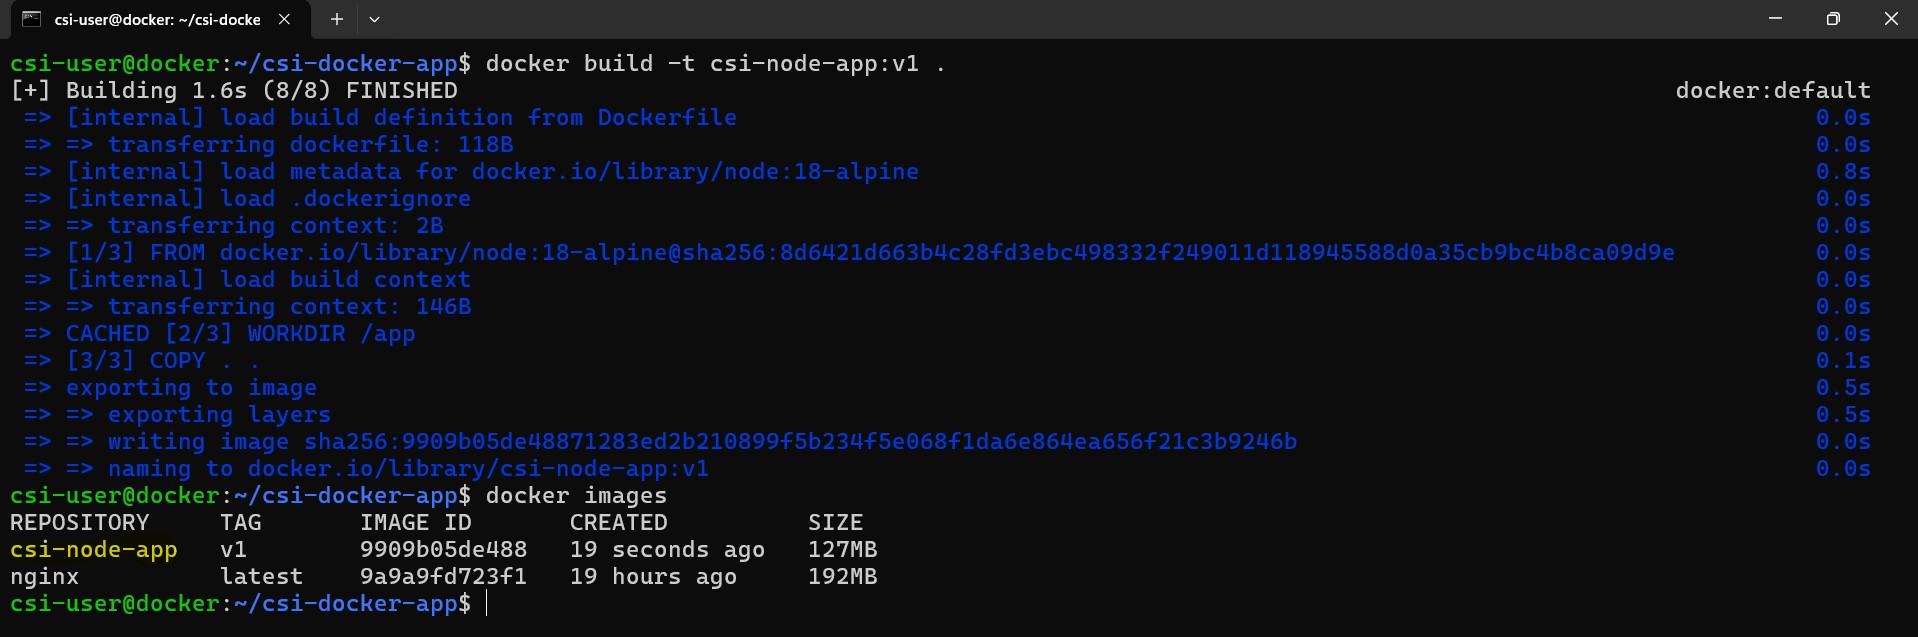 csi-user@docker: ~/csi-docke
csi-user@docker:~/csi-docker-app$ docker build -t csi-node-app:v1 .
[+] Building 1.6s (8/8) FINISHED docker:default
=> [internal] load build definition from Dockerfile 0.0s
=> => transferring dockerfile: 118B 0.0s
=> [internal] load metadata for docker.io/library/node:18-alpine 0.8s
=> [internal] load .dockerignore 0.0s
=> => transferring context: 2B 0.0s
=> [1/3] FROM docker.io/library/node:18-alpine@sha256:8d6421d663b4c28fd3ebc498332f249011d118945588d0a35cb9bc4b8ca09d9e 0.0s
=> [internal] load build context 0.0s
=> => transferring context: 146B 0.0s
=> CACHED [2/3] WORKDIR /app 0.0s
=> [3/3] COPY . . 0.1s
=> exporting to image 0.5s
=> => exporting layers 0.5s
=> => writing image sha256:9909b05de48871283ed2b210899f5b234f5e068f1da6e864ea656f21c3b9246b 0.0s
=> => naming to docker.io/library/csi-node-app:v1 0.0s
csi-user@docker:~/csi-docker-app$ docker images
REPOSITORY TAG IMAGE ID CREATED SIZE
csi-node-app v1 9909b05de488 19 seconds ago 127MB
nginx latest 9a9a9fd723f1 19 hours ago 192MB
csi-user@docker:~/csi-docker-app$